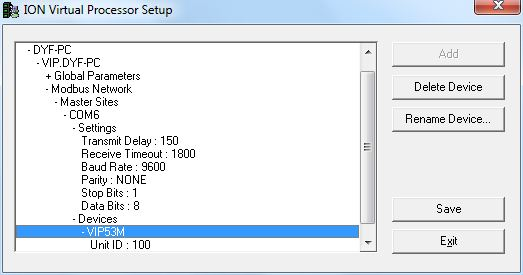 ION Virtual Processor Setup
- DYF-PC
- VIP.DYF-PC
+ Global Parameters
- Modbus Network
- Master Sites
- COM6
- Settings
Transmit Delay : 150
Receive Timeout : 1800
Baud Rate : 9600
Parity : NONE
Stop Bits : 1
Data Bits : 8
- Devices
- VIP53M
Unit ID : 100
Add
Delete Device
Rename Device...
Save
Exit